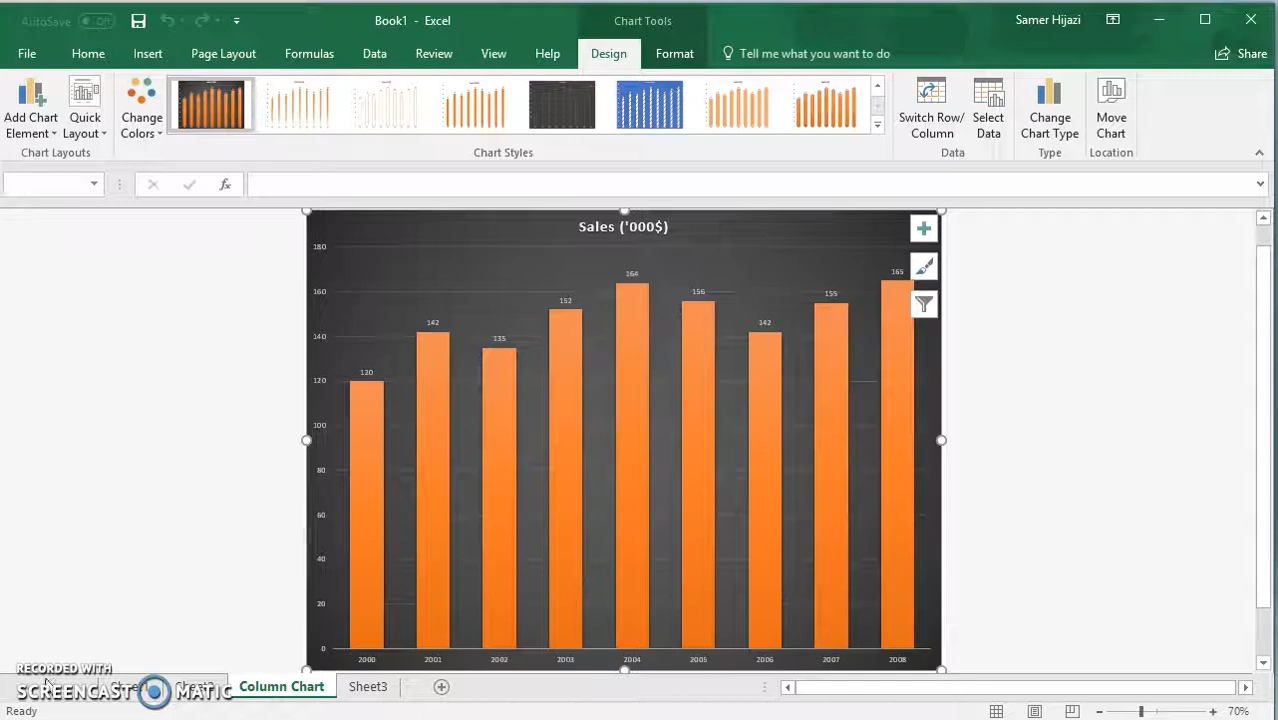 AutoSave Off
Book1 - Excel
Chart Tools
Samer Hijazi
File Home Insert Page Layout Formulas Data Review View Help Design Format Tell me what you want to do Share
Add Chart Element
Quick Layout
Change Colors
Switch Row/ Column
Select Data
Change Chart Type
Move Chart
Chart Layouts
Chart Styles
Data
Type
Location
fx
Sales ('000$)
180
160
140
120
100
80
60
40
20
0
120 142 135 152 164 156 142 155 165
2000 2001 2002 2003 2004 2005 2006 2007 2008
RECORDED WITH
SCREENCAST MATIC
Column Chart Sheet3
Ready
70%